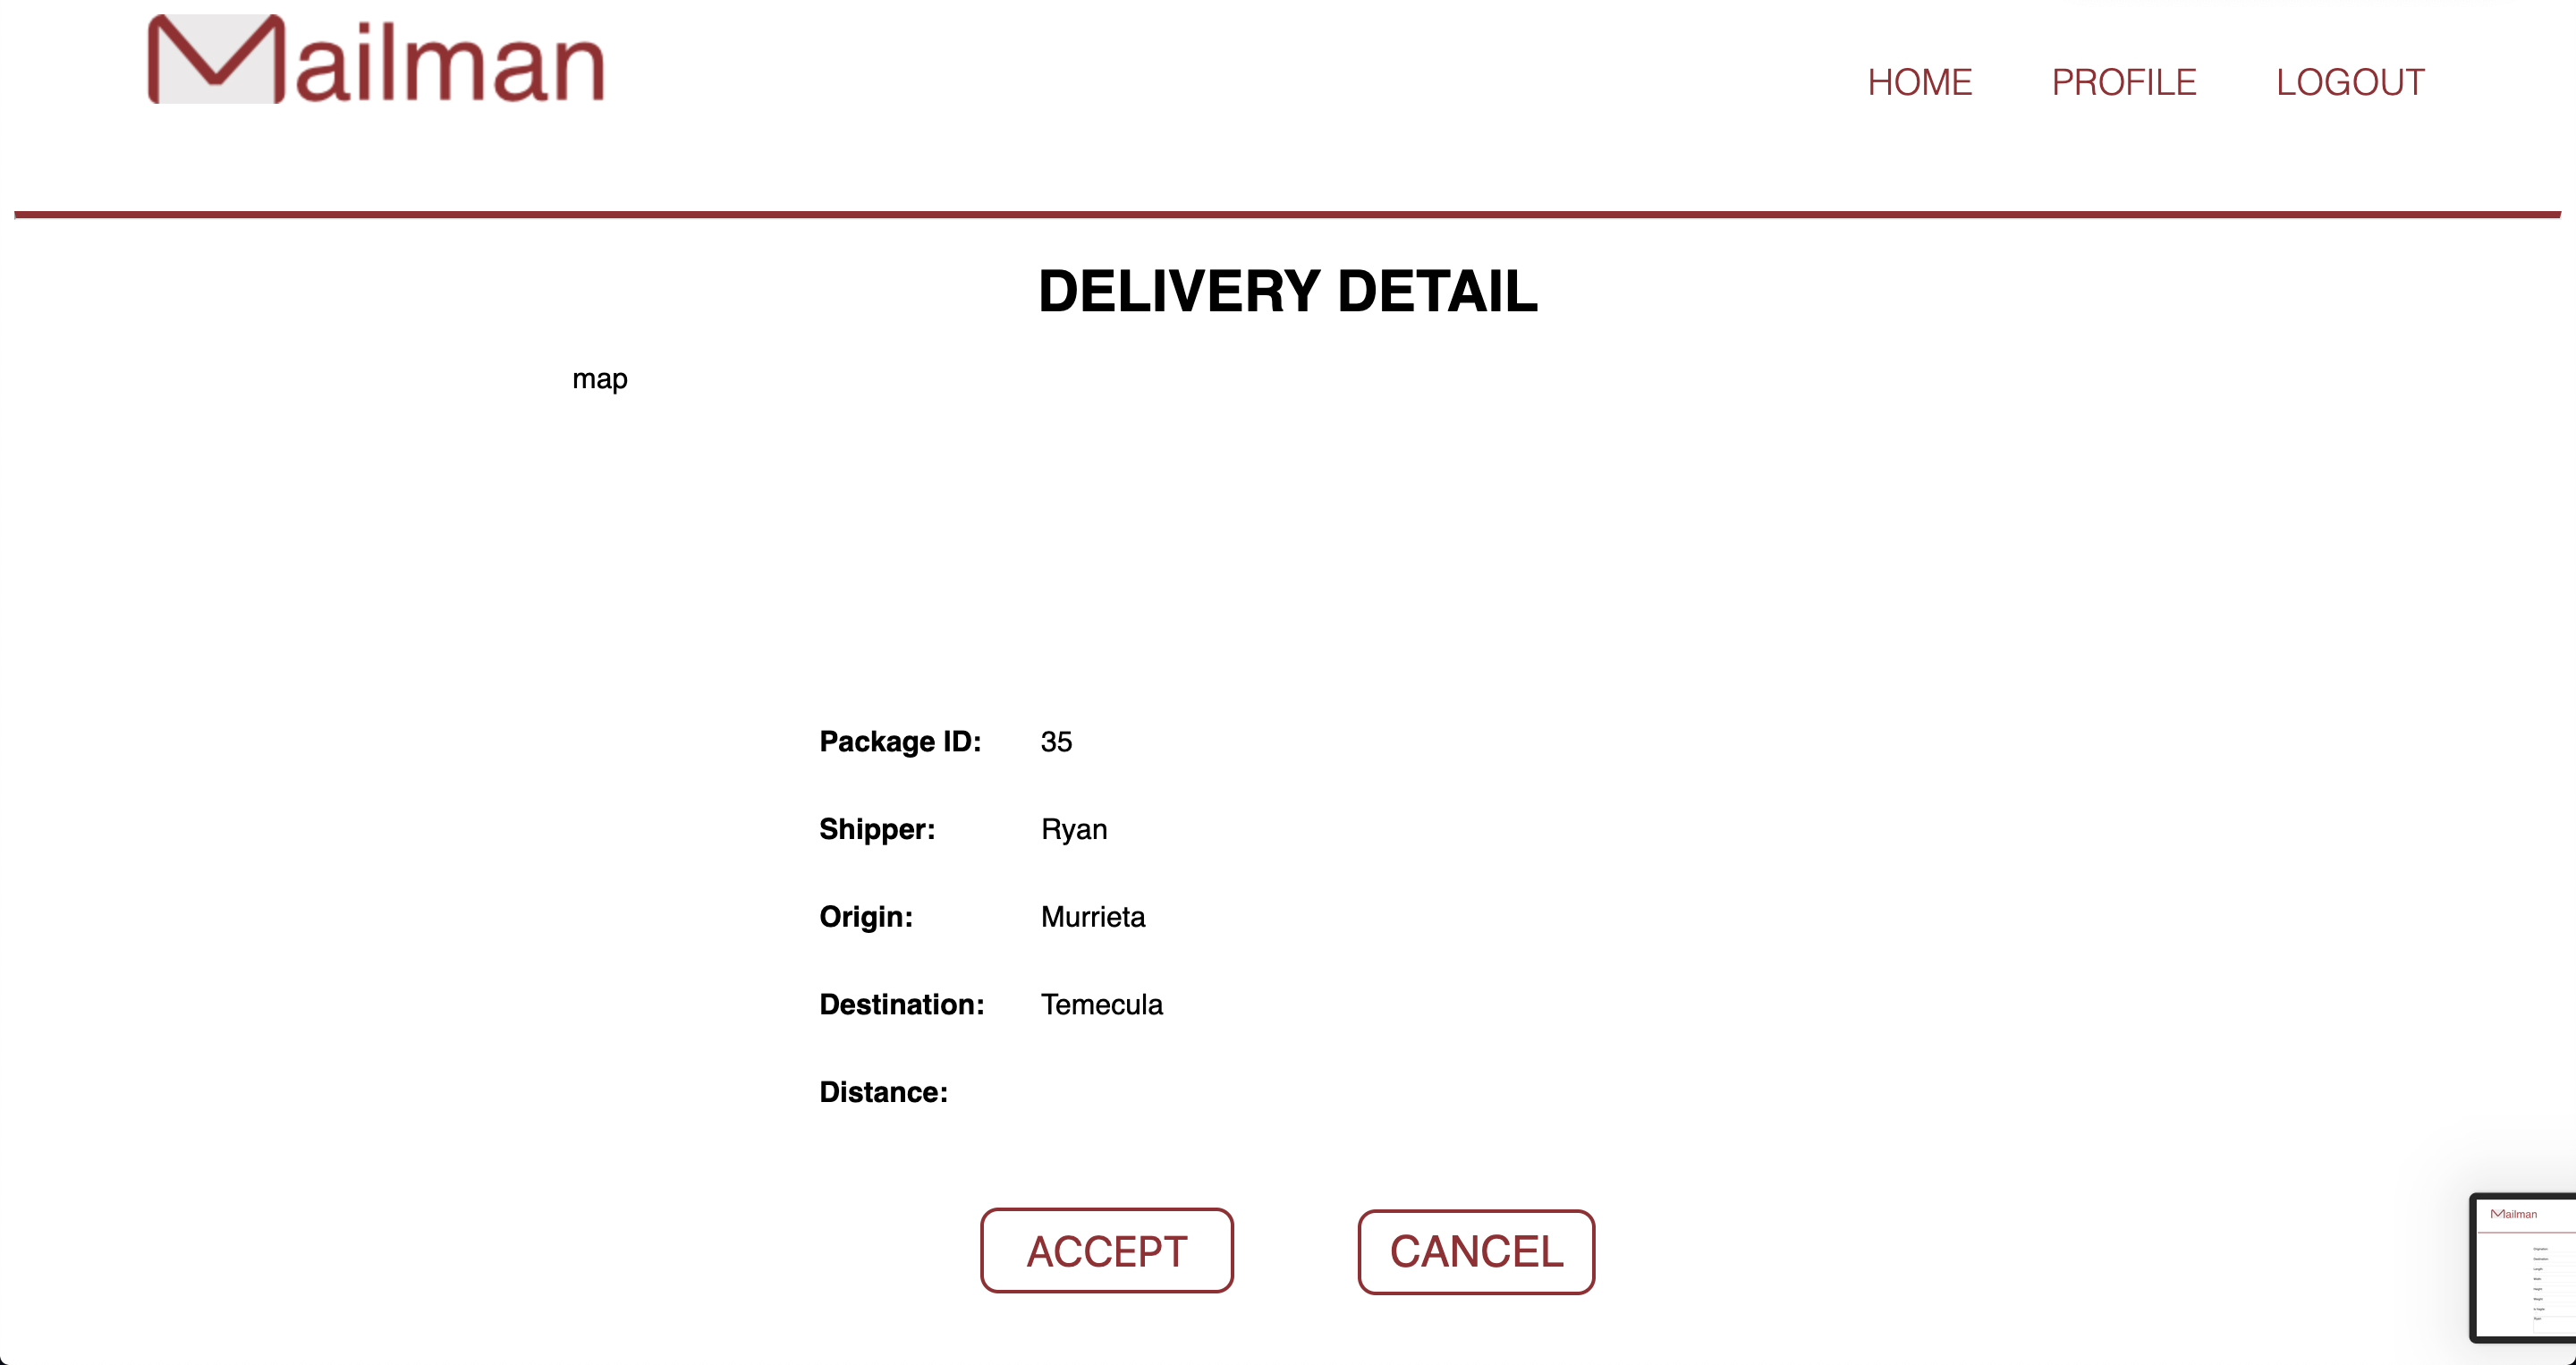 Mailman
HOME PROFILE LOGOUT
DELIVERY DETAIL
map
Package ID: 35
Shipper: Ryan
Origin: Murrieta
Destination: Temecula
Distance:
ACCEPT CANCEL
Mailman